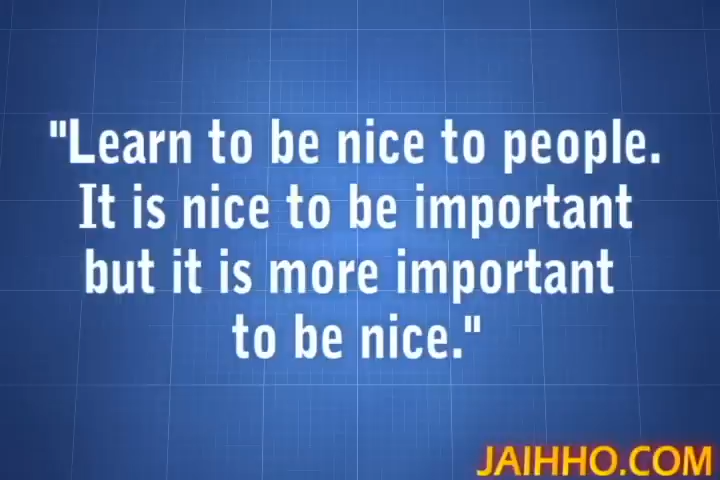 "Learn to be nice to people.
It is nice to be important
but it is more important
to be nice."
JAIHHO.COM